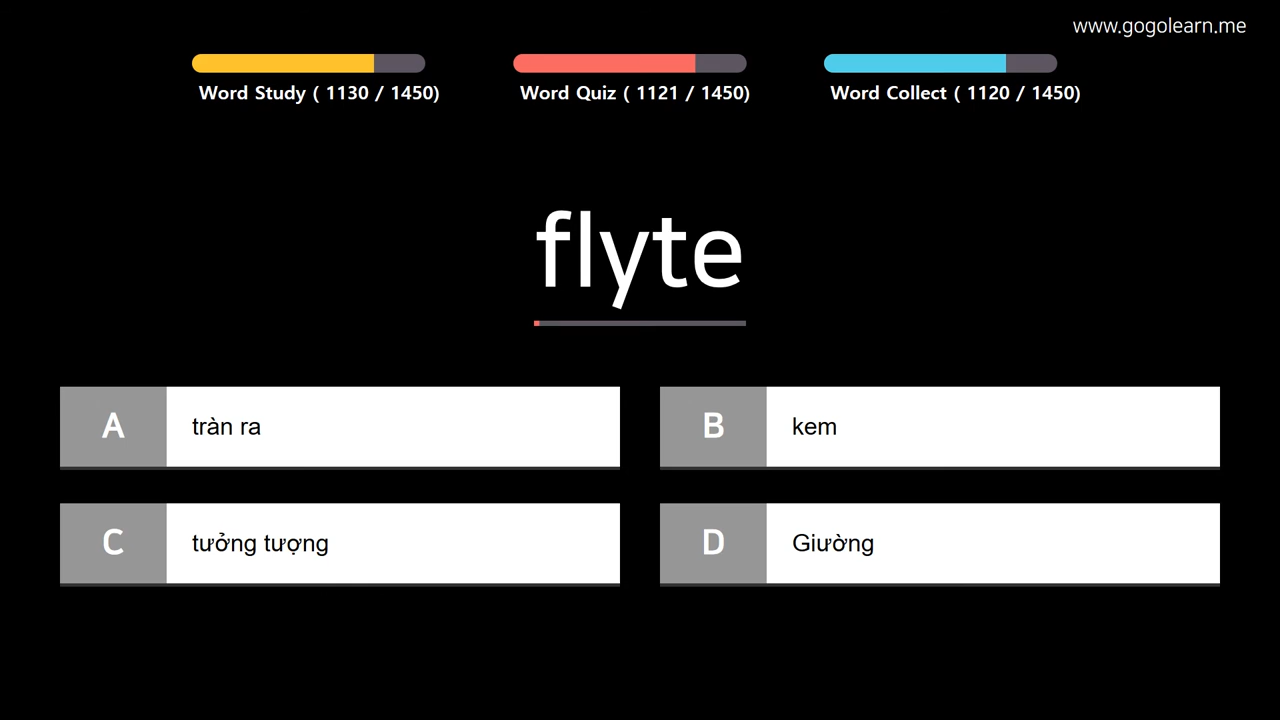 www.gogolearn.me
Word Study ( 1130 / 1450)
Word Quiz ( 1121 / 1450)
Word Collect ( 1120 / 1450)
flyte
A tràn ra
B kem
C tưởng tượng
D Giường